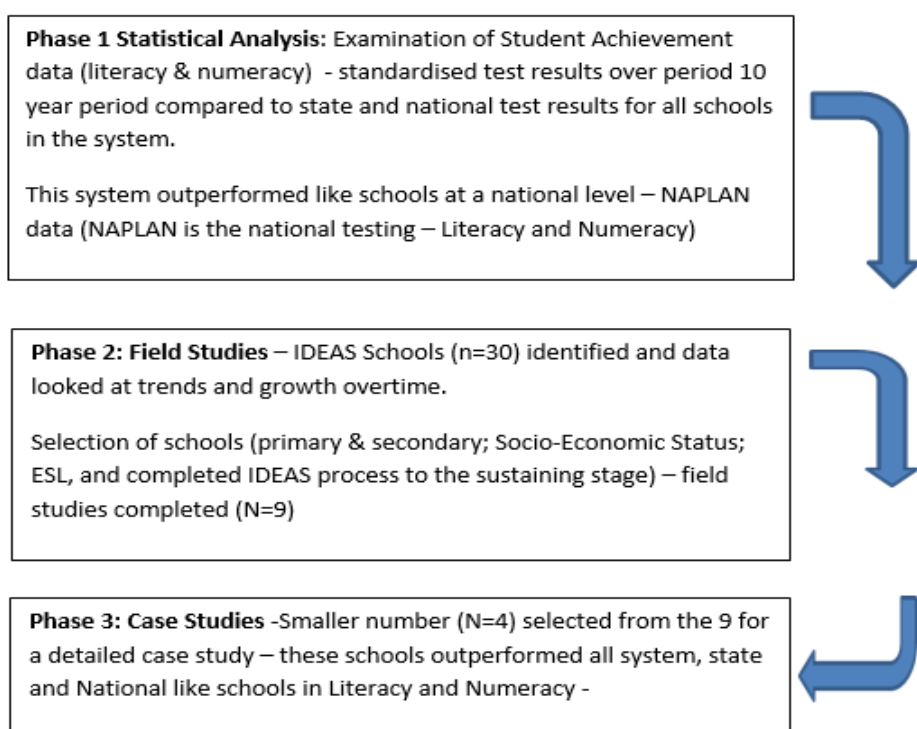 Phase 1 Statistical Analysis: Examination of Student Achievement
data (literacy & numeracy)  - standardised test results over period 10
year period compared to state and national test results for all schools
in the system.
This system outperformed like schools at a national level – NAPLAN
data (NAPLAN is the national testing – Literacy and Numeracy)
Phase 2: Field Studies – IDEAS Schools (n=30) identified and data
looked at trends and growth overtime.
Selection of schools (primary & secondary; Socio-Economic Status;
ESL, and completed IDEAS process to the sustaining stage) – field
studies completed (N=9)
Phase 3: Case Studies -Smaller number (N=4) selected from the 9 for
a detailed case study – these schools outperformed all system, state
and National like schools in Literacy and Numeracy -